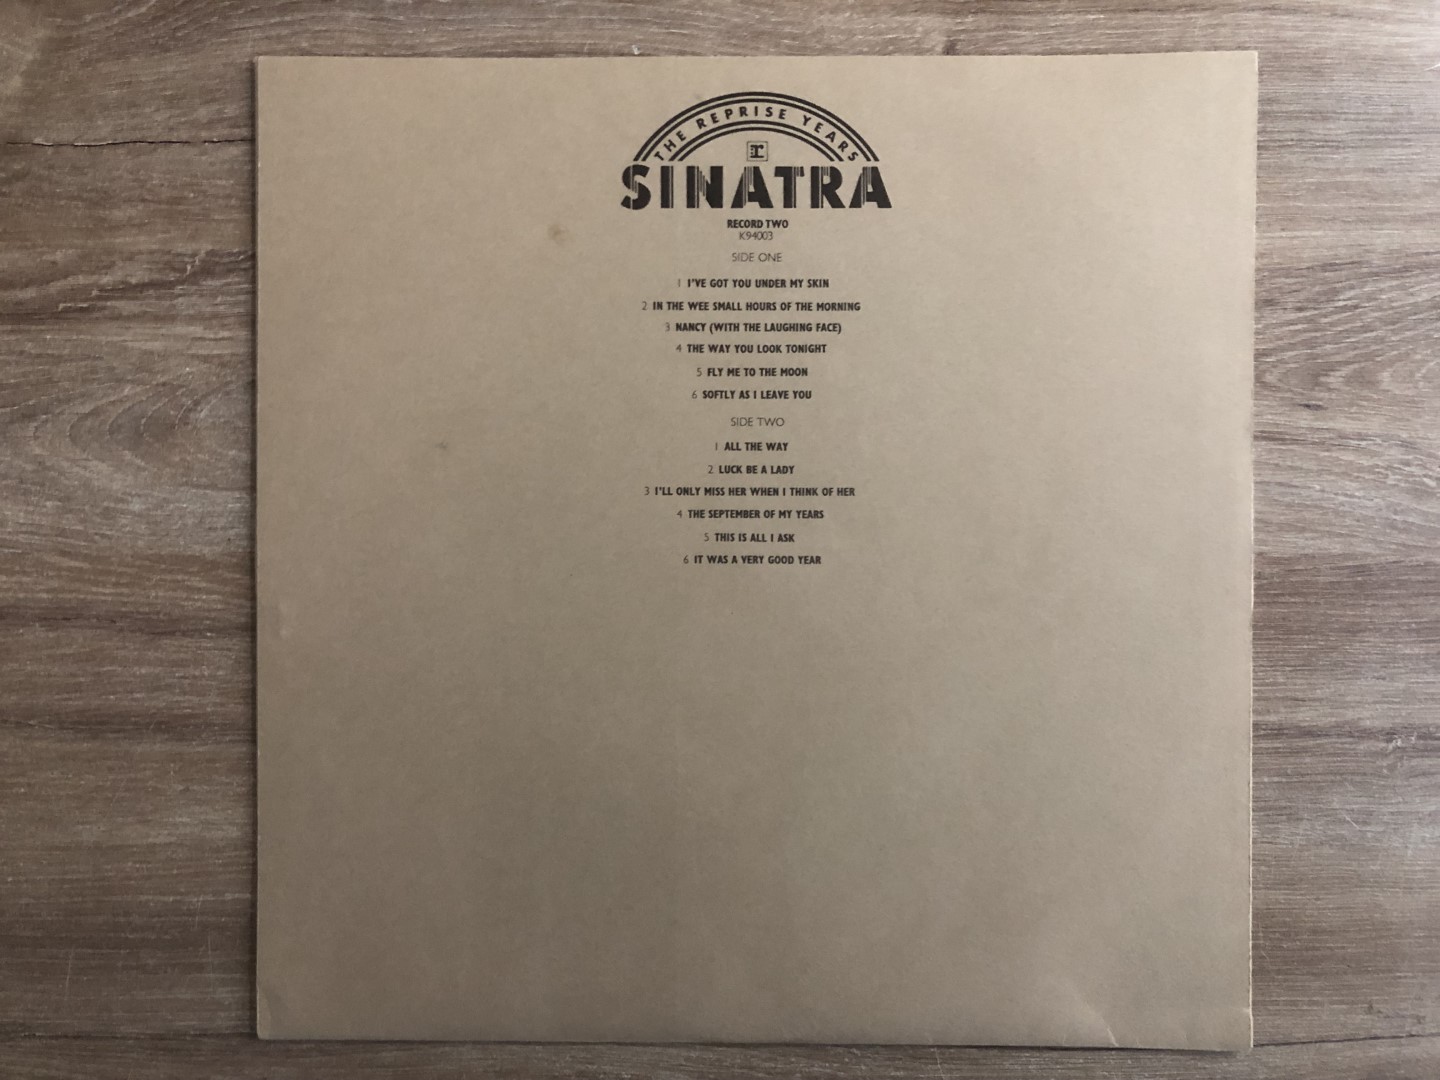 THE REPRISE YEARS
r
SINATRA
RECORD TWO
K94003
SIDE ONE
1 I'VE GOT YOU UNDER MY SKIN
2 IN THE WEE SMALL HOURS OF THE MORNING
3 NANCY (WITH THE LAUGHING FACE)
4 THE WAY YOU LOOK TONIGHT
5 FLY ME TO THE MOON
6 SOFTLY AS I LEAVE YOU
SIDE TWO
1 ALL THE WAY
2 LUCK BE A LADY
3 I'LL ONLY MISS HER WHEN I THINK OF HER
4 THE SEPTEMBER OF MY YEARS
5 THIS IS ALL I ASK
6 IT WAS A VERY GOOD YEAR